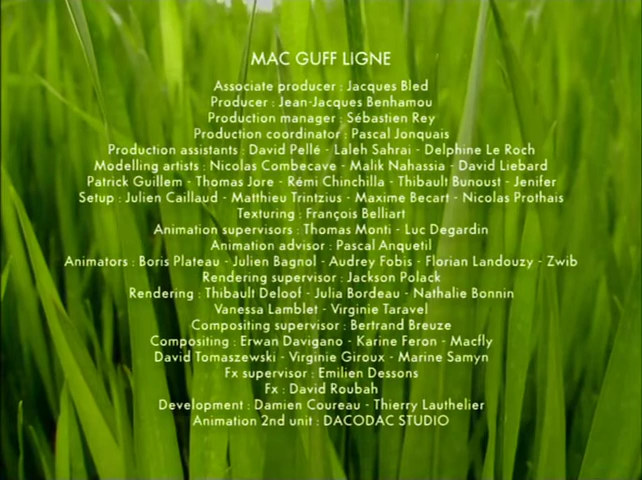 MAC GUFF LIGNE
Associate producer : Jacques Bled
Producer : Jean-Jacques Benhamou
Production manager : Sébastien Rey
Production coordinator : Pascal Jonquais
Production assistants : David Pellé - Laleh Sahrai - Delphine Le Roch
Modelling artists : Nicolas Combecave - Malik Nahassia - David Liebard
Patrick Guillem - Thomas Jore - Rémi Chinchilla - Thibault Bunoust - Jenifer
Setup : Julien Caillaud - Matthieu Trintzius - Maxime Becart - Nicolas Prothais
Texturing : François Belliart
Animation supervisors : Thomas Monti - Luc Degardin
Animation advisor : Pascal Anquetil
Animators : Boris Plateau - Julien Bagnol - Audrey Fobis - Florian Landouzy - Zwib
Rendering supervisor : Jackson Polack
Rendering : Thibault Deloof - Julia Bordeau - Nathalie Bonnin
Vanessa Lamblet - Virginie Taravel
Compositing supervisor : Bertrand Breuze
Compositing : Erwan Davigano - Karine Feron - Macfly
David Tomaszewski - Virginie Giroux - Marine Samyn
Fx supervisor : Emilien Dessons
Fx : David Roubah
Development : Damien Coureau - Thierry Lauthelier
Animation 2nd unit : DACODAC STUDIO